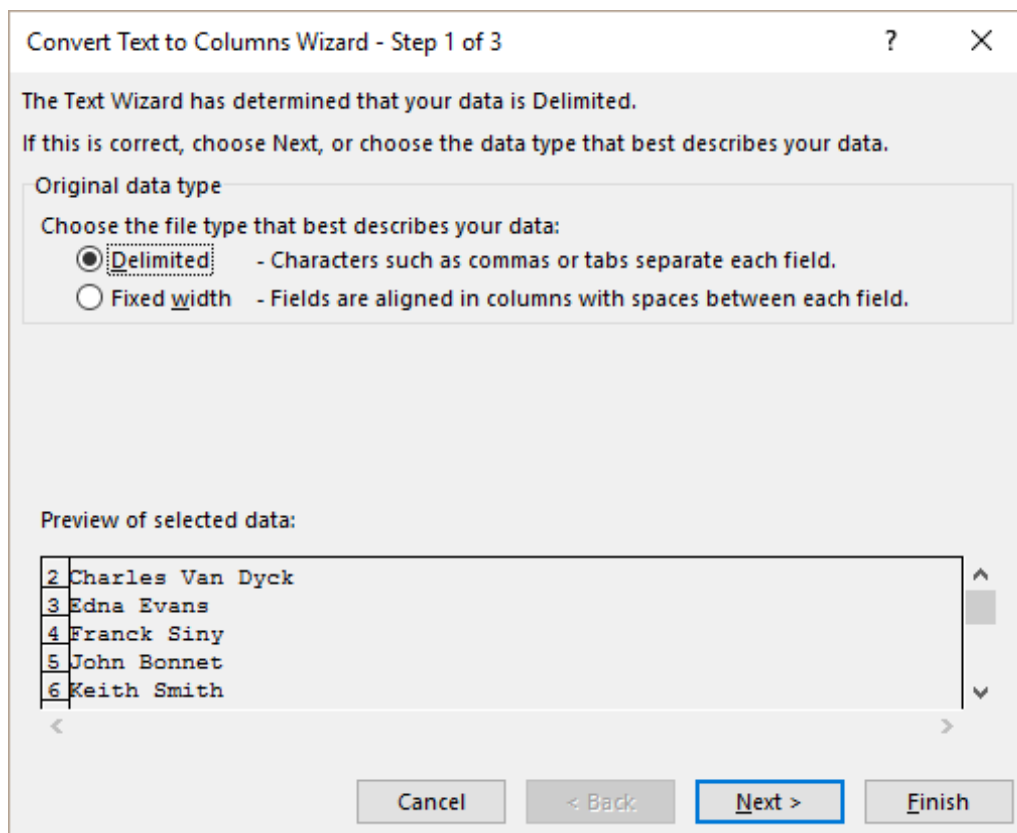 Convert Text to Columns Wizard - Step 1 of 3 ?
The Text Wizard has determined that your data is Delimited.
If this is correct, choose Next, or choose the data type that best describes your data.
Original data type
Choose the file type that best describes your data:
Delimited - Characters such as commas or tabs separate each field.
Fixed width - Fields are aligned in columns with spaces between each field.
Preview of selected data:
2 Charles Van Dyck
3 Edna Evans
4 Franck Siny
5 John Bonnet
6 Keith Smith
Cancel < Back Next > Finish